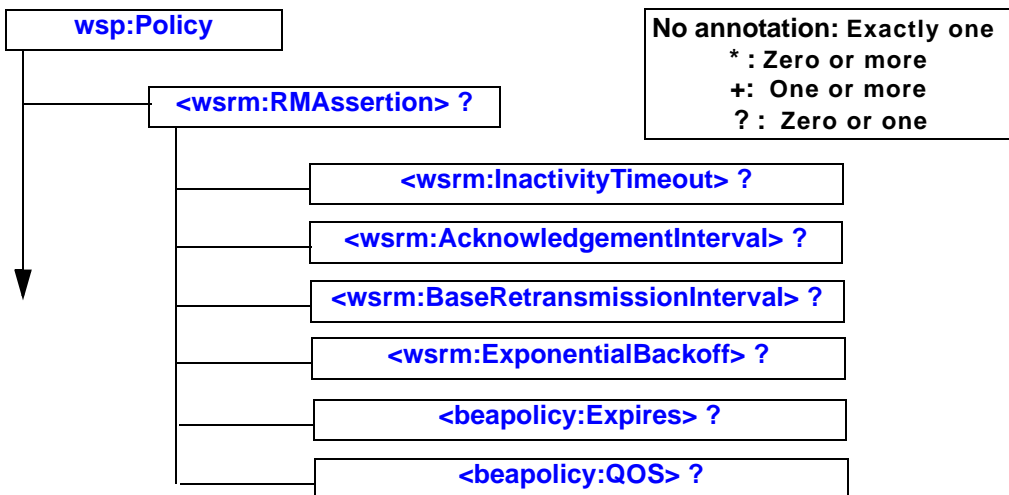 wsp:Policy
No annotation: Exactly one
* : Zero or more
+: One or more
? : Zero or one
<wsrm:RMAssertion> ?
<wsrm:InactivityTimeout> ?
<wsrm:AcknowledgementInterval> ?
<wsrm:BaseRetransmissionInterval> ?
<wsrm:ExponentialBackoff> ?
<beapolicy:Expires> ?
<beapolicy:QOS> ?